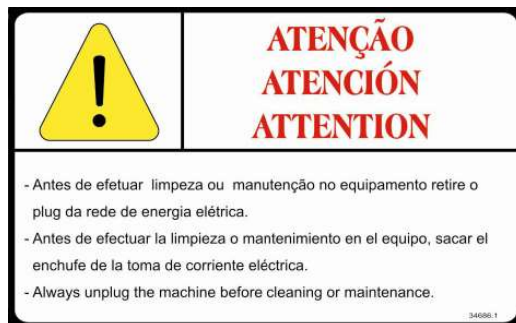 ATENÇÃO
ATENCIÓN
ATTENTION
- Antes de efetuar limpeza ou manutenção no equipamento retire o
plug da rede de energia elétrica.
- Antes de efectuar la limpieza o mantenimiento en el equipo, sacar el
enchufe de la toma de corriente eléctrica.
- Always unplug the machine before cleaning or maintenance.
34686.1